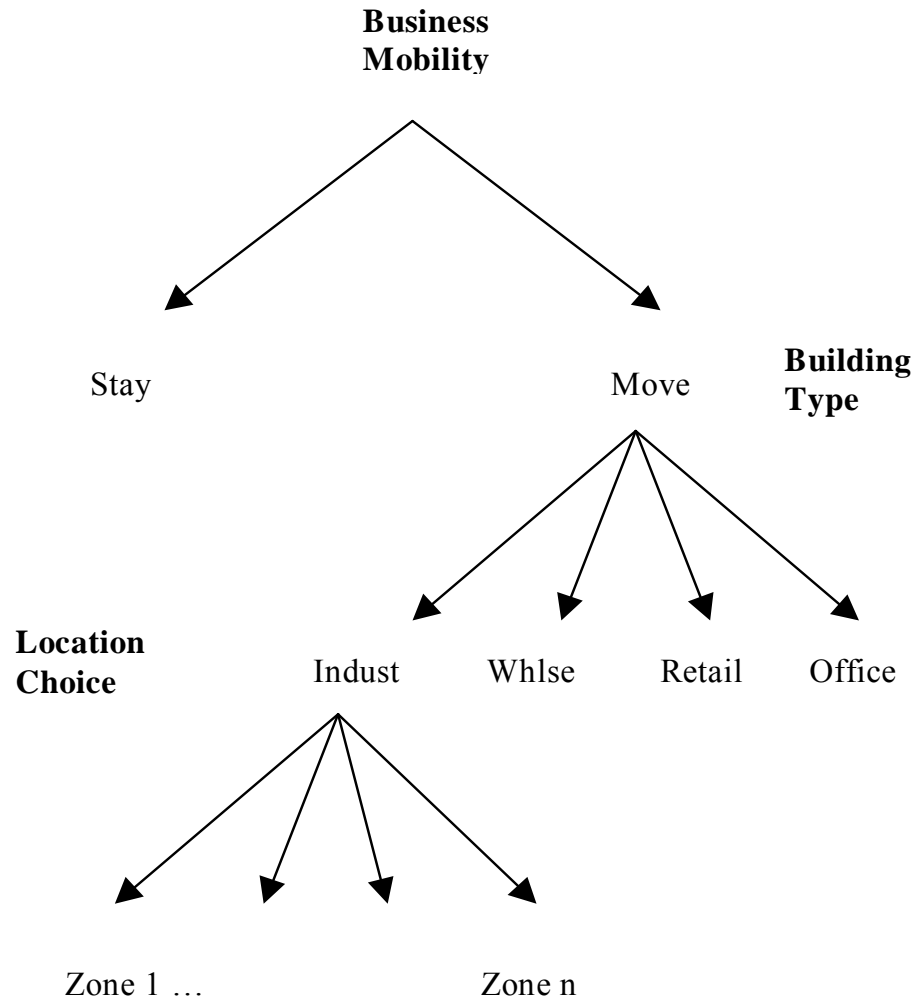 Business
Mobility
Stay
Move
Building
Type
Location
Choice
Indust
Whlse
Retail
Office
Zone 1 …
Zone n